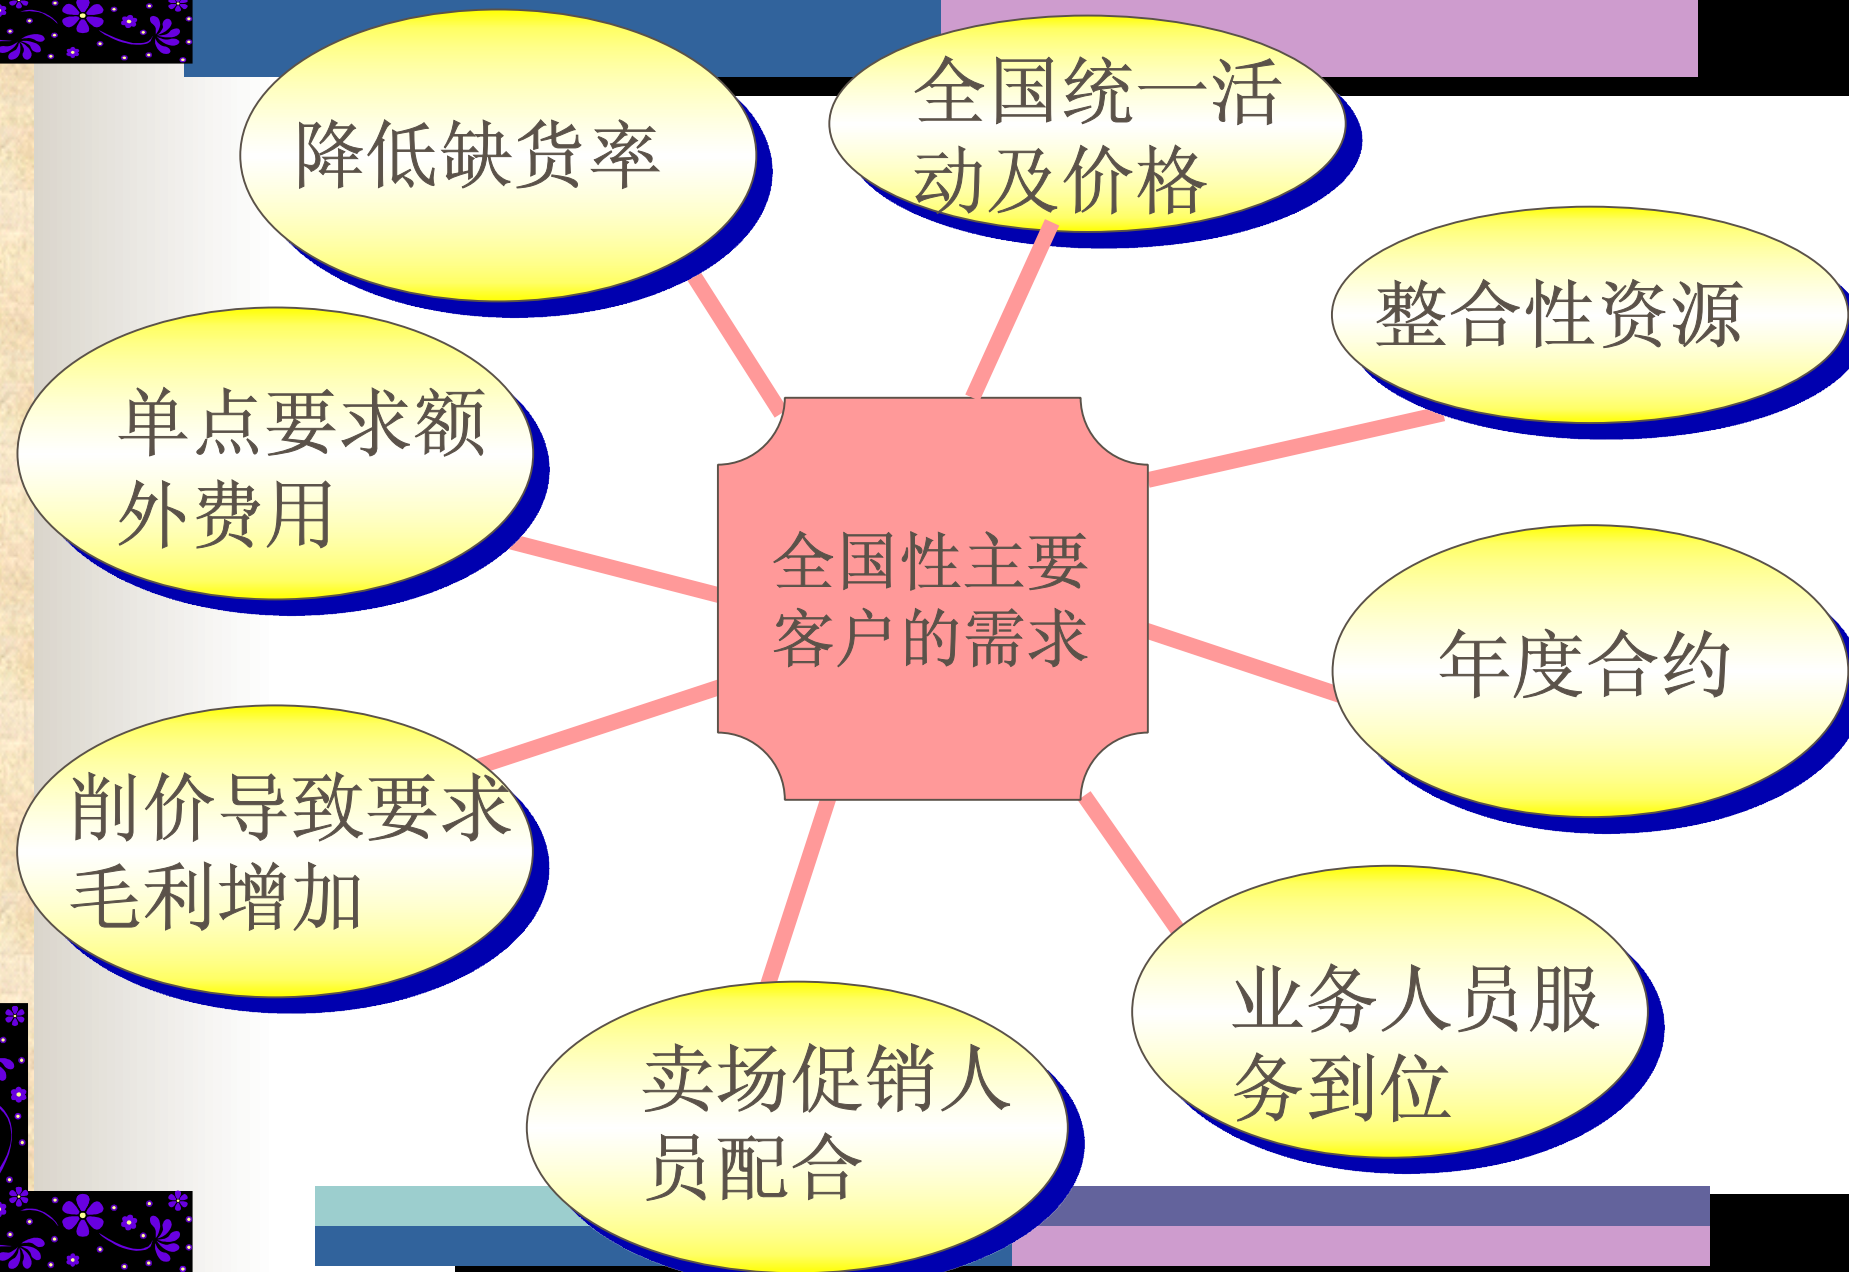 降低缺货率
全国统一活
动及价格
整合性资源
单点要求额
外费用
全国性主要
客户的需求
年度合约
削价导致要求
毛利增加
业务人员服
务到位
卖场促销人
员配合